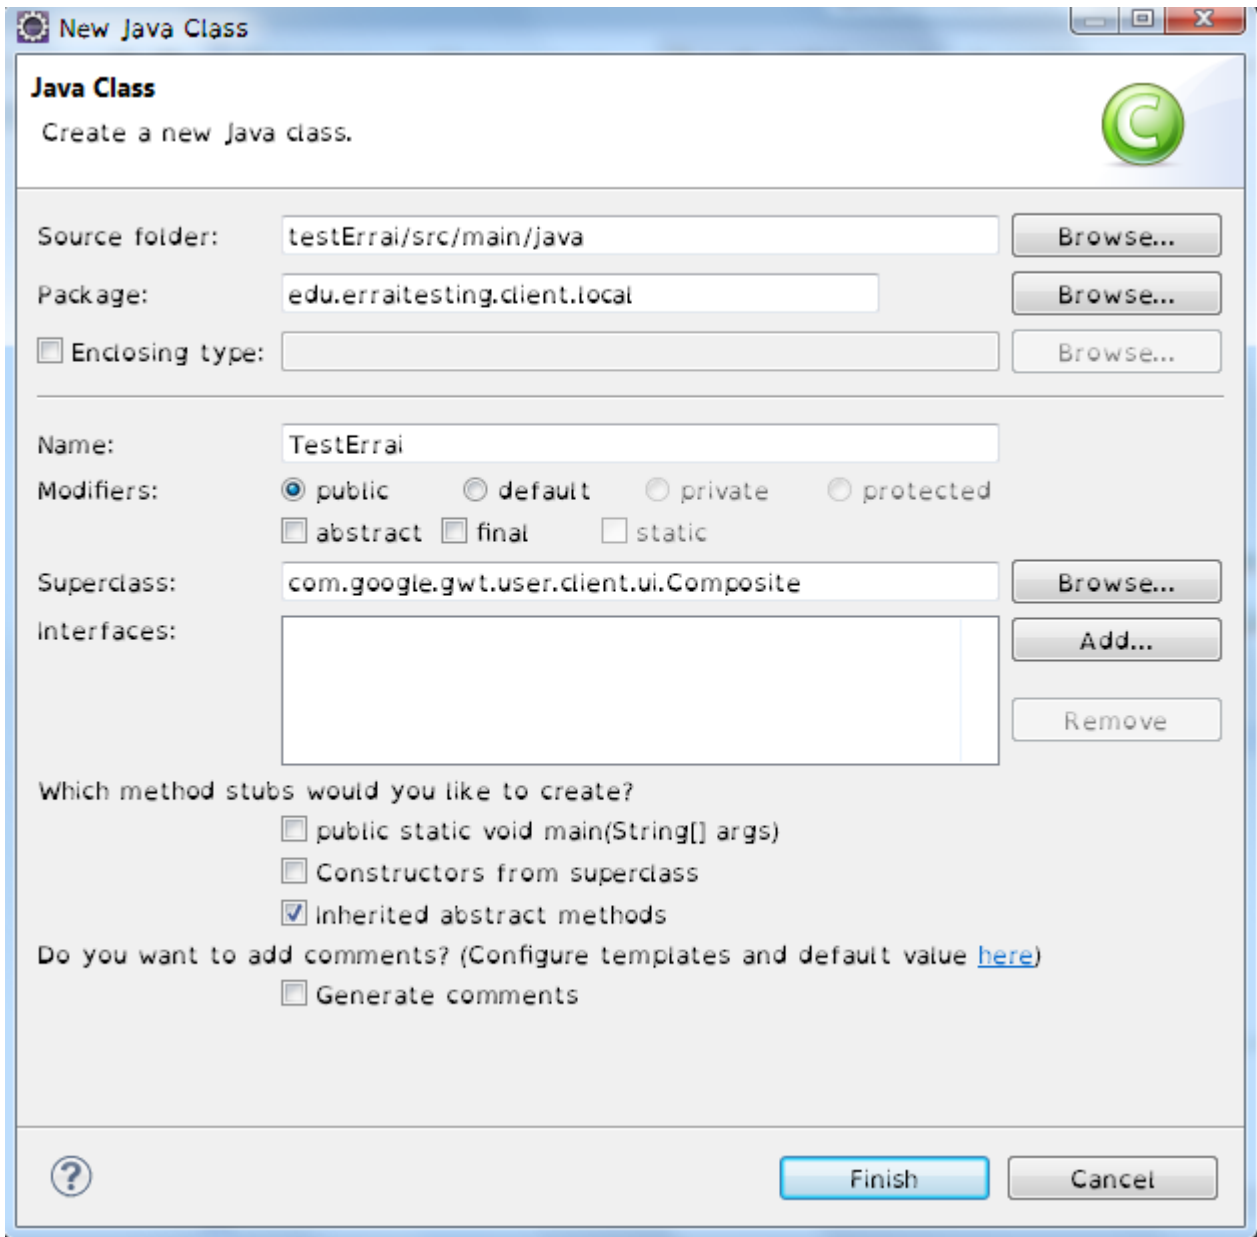 New Java Class
Java Class
Create a new Java class.
C
Source folder: testErrai/src/main/java Browse...
Package: edu.erraitesting.client.local Browse...
Enclosing type: Browse...
Name: TestErrai
Modifiers: public default private protected
abstract final static
Superclass: com.google.gwt.user.client.ui.Composite Browse...
Interfaces: Add...
Remove
Which method stubs would you like to create?
public static void main(String[] args)
Constructors from superclass
Inherited abstract methods
Do you want to add comments? (Configure templates and default value here)
Generate comments
? Finish Cancel